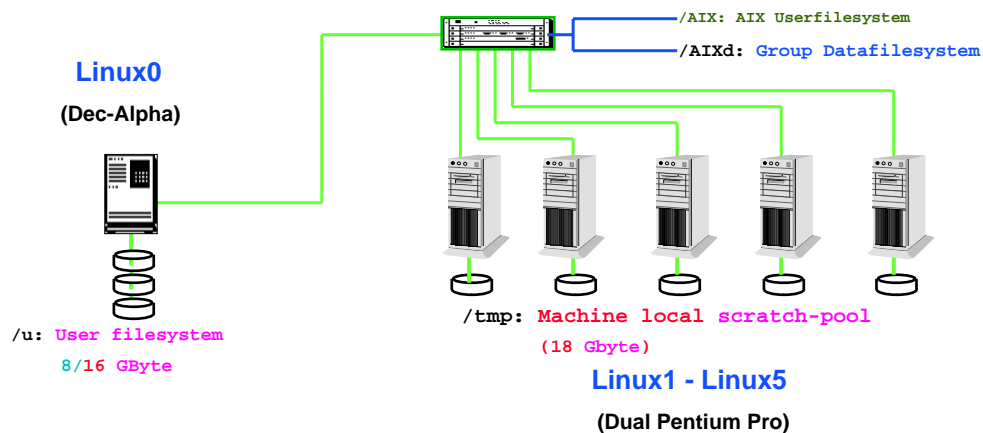 /AIX: AIX Userfilesystem
/AIXd: Group Datafilesystem
Linux0
(Dec-Alpha)
/u: User filesystem
8/16 GByte
/tmp: Machine local scratch-pool
(18 Gbyte)
Linux1 - Linux5
(Dual Pentium Pro)